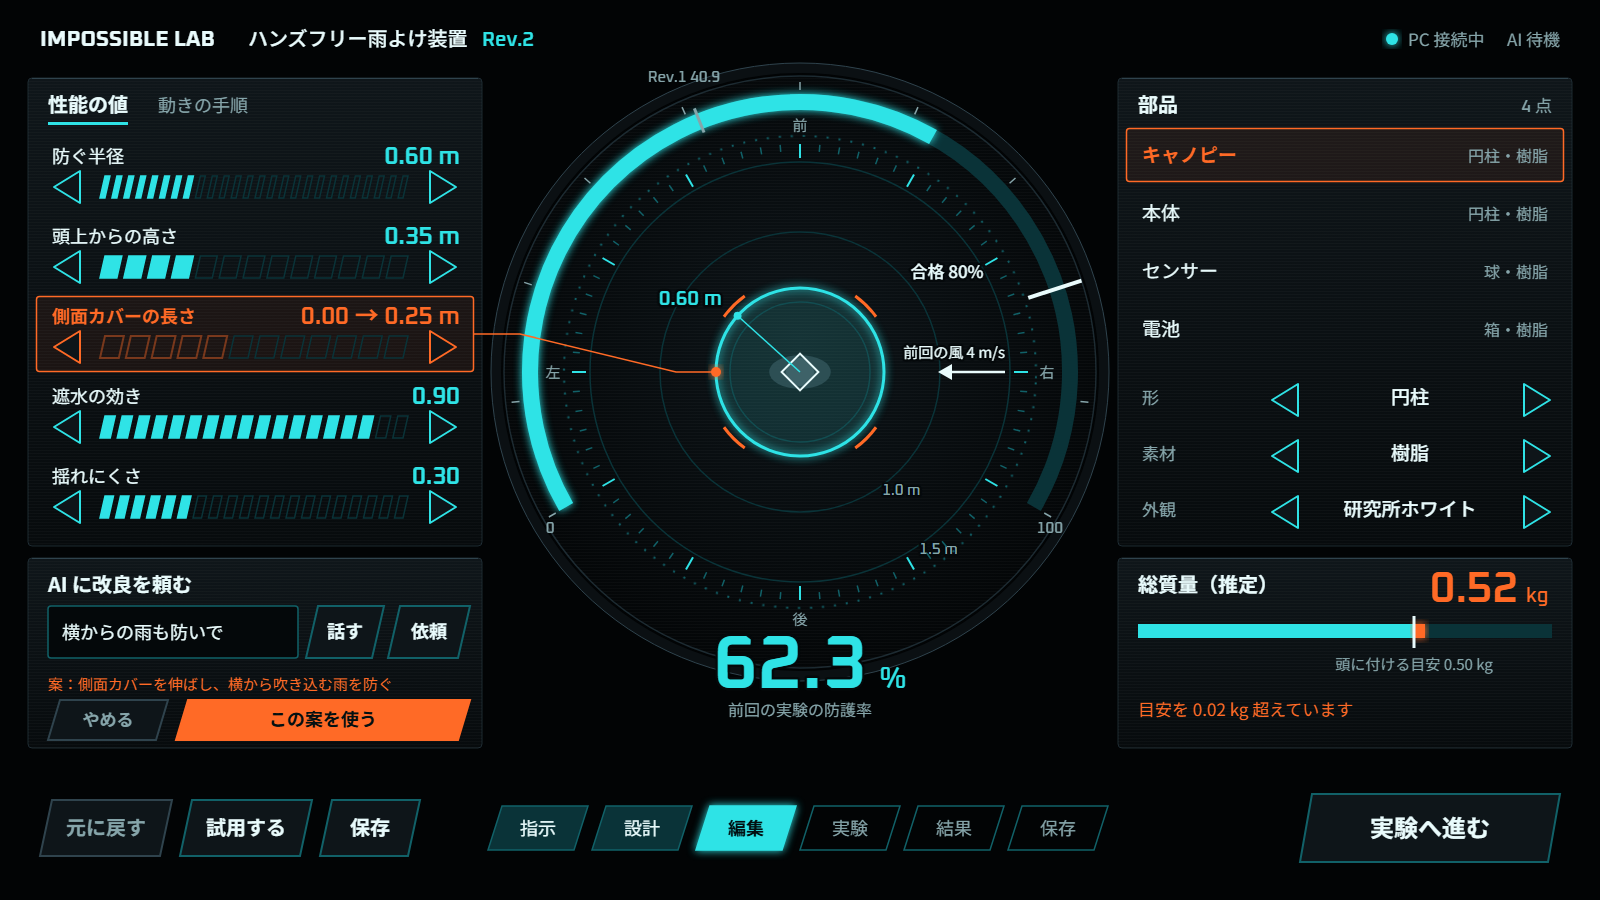 IMPOSSIBLE LAB ハンズフリー雨よけ装置 Rev.2
PC 接続中 AI 待機
性能の値 動きの手順
防ぐ半径 0.60 m
頭上からの高さ 0.35 m
側面カバーの長さ 0.00 → 0.25 m
遮水の効き 0.90
揺れにくさ 0.30
AI に改良を頼む
横からの雨も防いで 話す 依頼
案：側面カバーを伸ばし、横から吹き込む雨を防ぐ
やめる この案を使う
Rev.1 40.9
前
合格 80%
0.60 m
前回の風 4 m/s
左 右
1.0 m
0 100
1.5 m
後
62.3 %
前回の実験の防護率
部品 4 点
キャノピー 円柱・樹脂
本体 円柱・樹脂
センサー 球・樹脂
電池 箱・樹脂
形 円柱
素材 樹脂
外観 研究所ホワイト
総質量（推定） 0.52 kg
頭に付ける目安 0.50 kg
目安を 0.02 kg 超えています
元に戻す 試用する 保存 指示 設計 編集 実験 結果 保存 実験へ進む